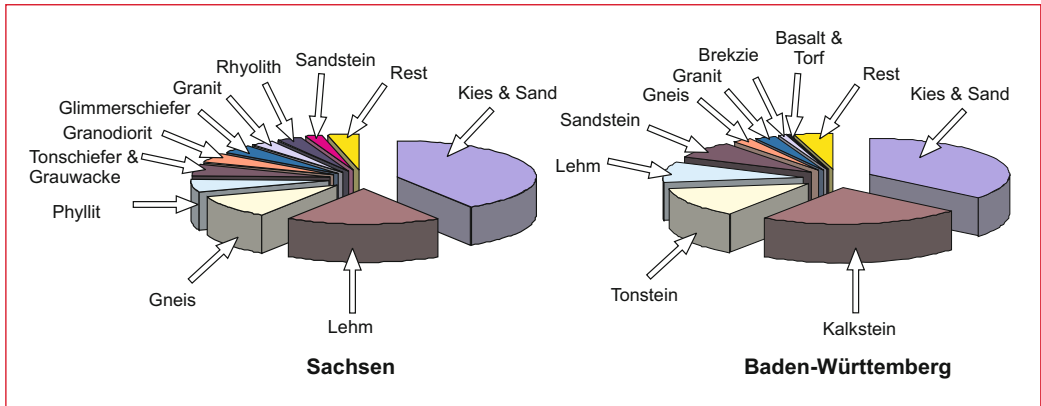 Sandstein
Rhyolith
Rest
Granit
Kies & Sand
Glimmerschiefer
Granodiorit
Tonschiefer &
Grauwacke
Phyllit
Gneis
Lehm
Sachsen
Basalt &
Torf
Brekzie
Rest
Granit
Kies & Sand
Gneis
Sandstein
Lehm
Tonstein
Kalkstein
Baden-Württemberg